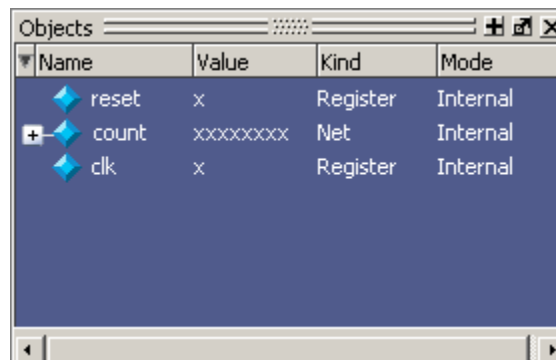 Objects
Name Value Kind Mode
reset x Register Internal
count xxxxxxxx Net Internal
clk x Register Internal